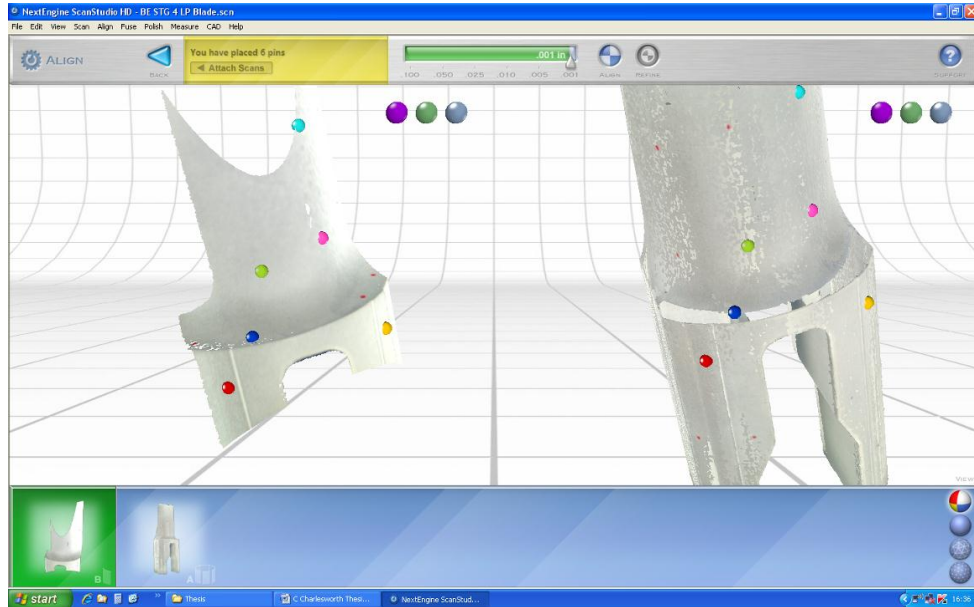 NextEngine ScanStudio HD - BE STG 4 LP Blade.scn
File Edit View Scan Align Fuse Polish Measure CAD Help
ALIGN
BACK
You have placed 6 pins
Attach Scans
.001 in
.100 .050 .025 .010 .005 .001
ALIGN REFINE
SUPPORT
VIEW
B
A
start
Thesis
C Charlesworth Thesi...
NextEngine ScanStud...
16:36